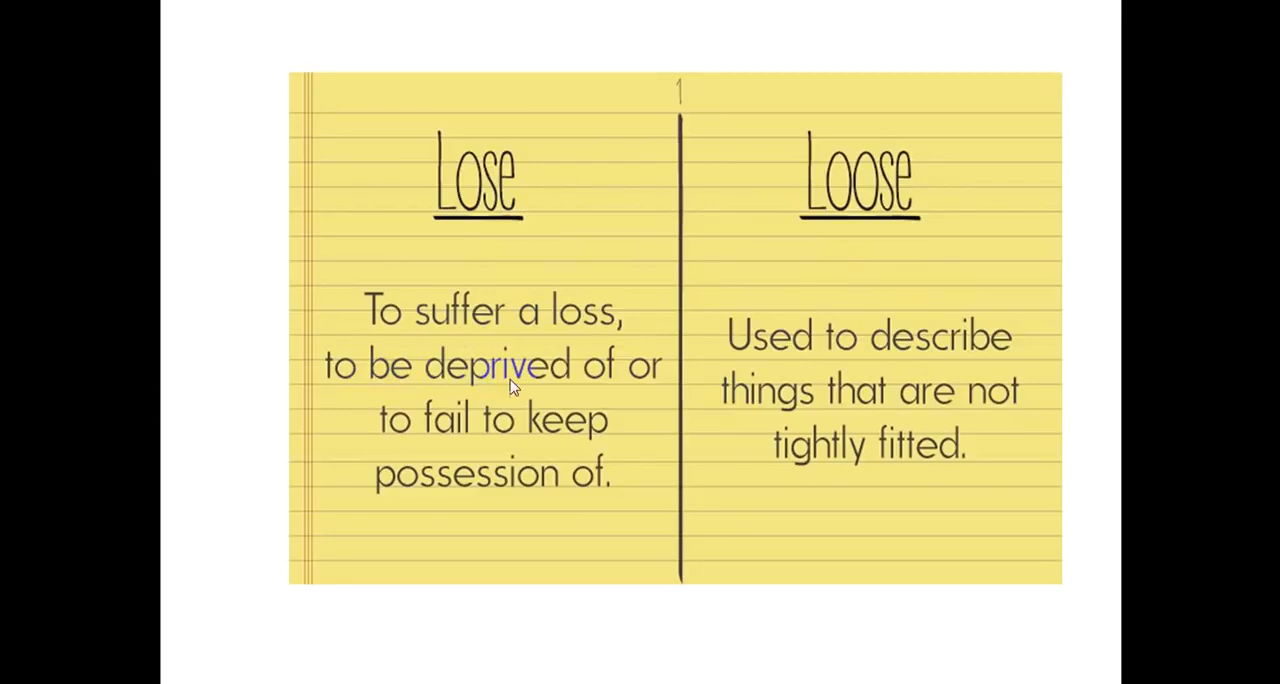 1
Lose
To suffer a loss,
to be deprived of or
to fail to keep
possession of.
Loose
Used to describe
things that are not
tightly fitted.